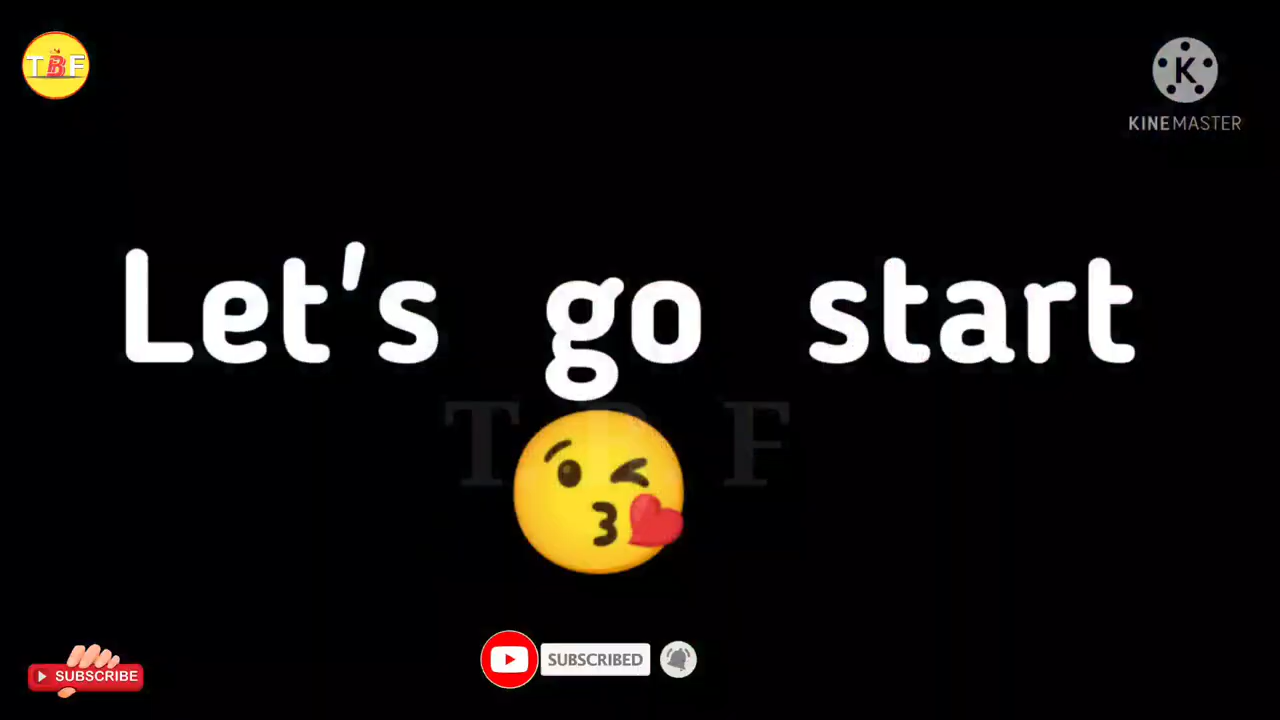 TBF
K
KINEMASTER
Let's go start
T B F
SUBSCRIBE
SUBSCRIBED